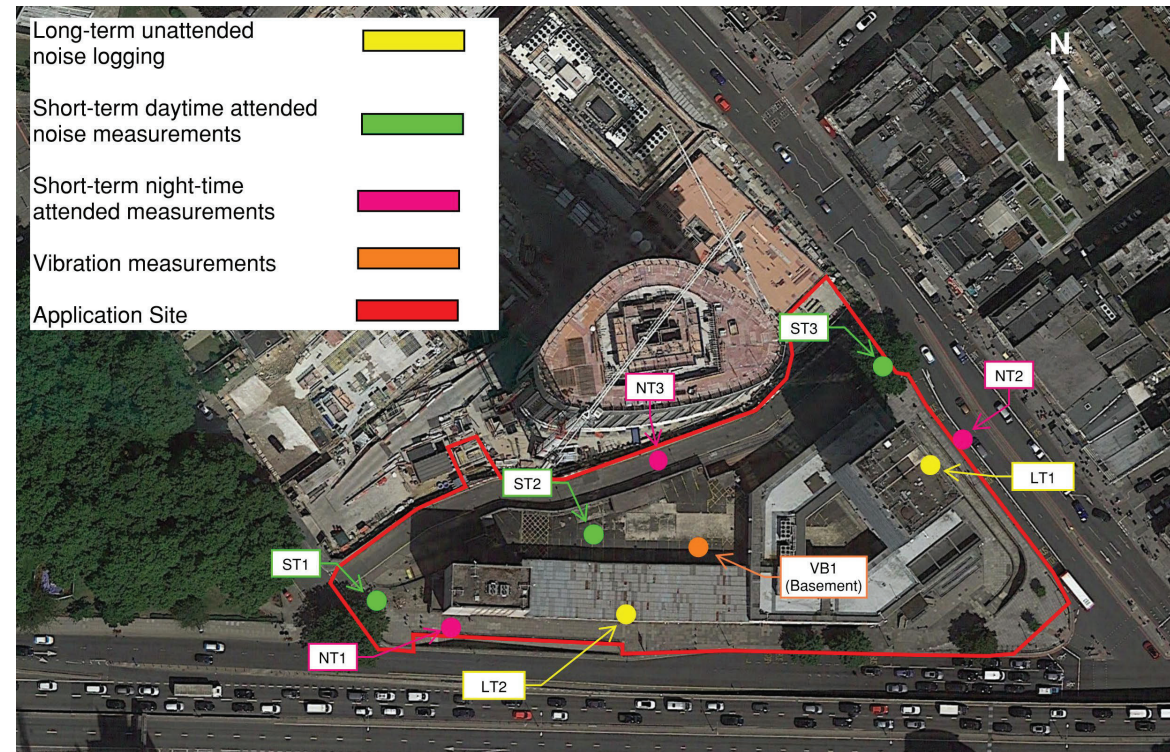 Long-term unattended
noise logging
Short-term daytime attended
noise measurements
Short-term night-time
attended measurements
Vibration measurements
Application Site
N
ST3
NT2
NT3
LT1
ST2
ST1
VB1
(Basement)
NT1
LT2